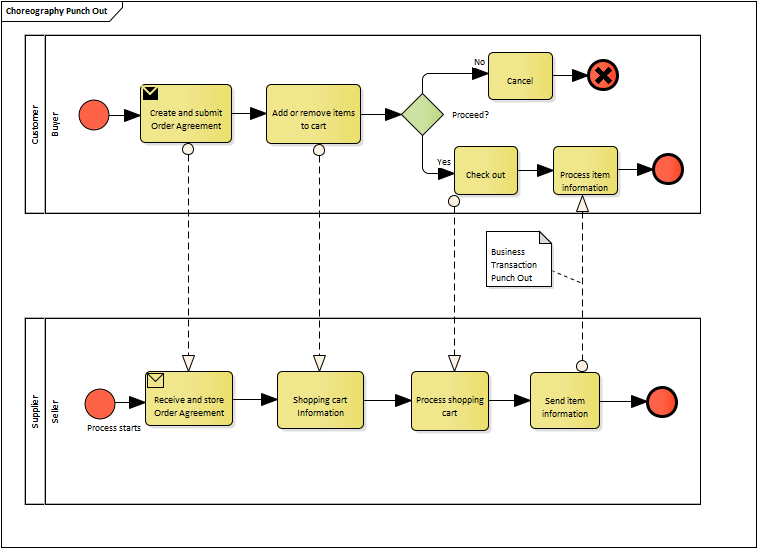 Choreography Punch Out
Customer
Buyer
Create and submit
Order Agreement
Add or remove items
to cart
Proceed?
No
Cancel
Yes
Check out
Process item
information
Business
Transaction
Punch Out
Supplier
Seller
Process starts
Receive and store
Order Agreement
Shopping cart
Information
Process shopping
cart
Send item
information